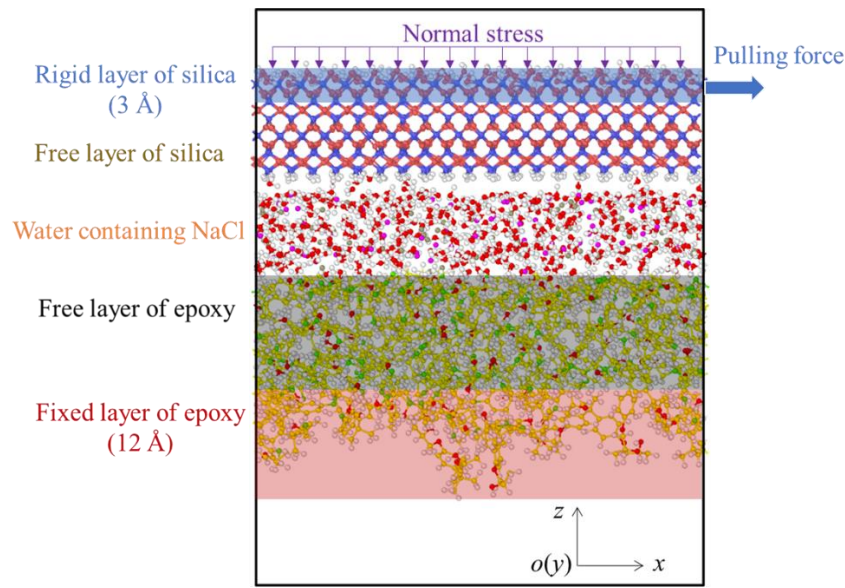 Normal stress
Pulling force
Rigid layer of silica
(3 Å)
Free layer of silica
Water containing NaCl
Free layer of epoxy
Fixed layer of epoxy
(12 Å)
z
o(y)
x